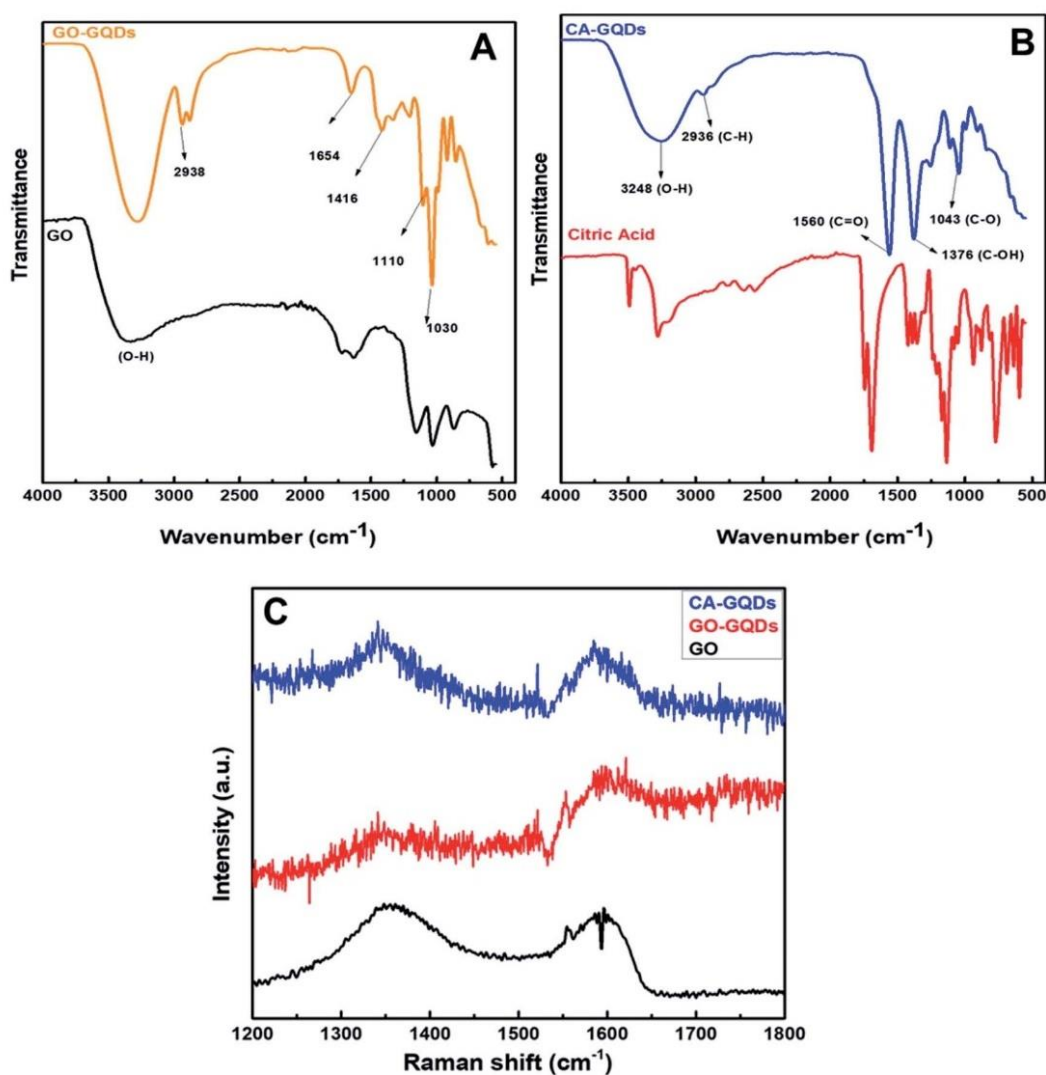 A
GO-GQDs
2938
1654
1416
1110
1030
GO
(O-H)
Transmittance
4000 3500 3000 2500 2000 1500 1000 500
Wavenumber (cm-1)
B
CA-GQDs
2936 (C-H)
3248 (O-H)
1560 (C=O)
1043 (C-O)
1376 (C-OH)
Citric Acid
Transmittance
4000 3500 3000 2500 2000 1500 1000 500
Wavenumber (cm-1)
C
CA-GQDs
GO-GQDs
GO
Intensity (a.u.)
1200 1300 1400 1500 1600 1700 1800
Raman shift (cm-1)